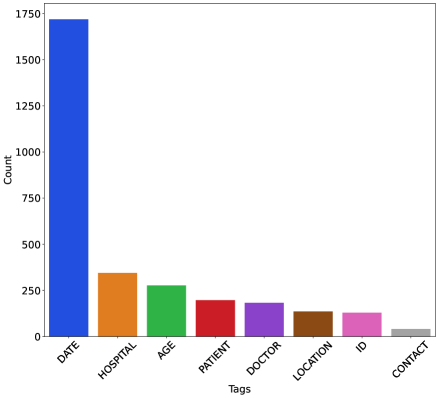 1750
1500
1250
1000
750
500
250
0
Count
DATE
HOSPITAL
AGE
PATIENT
DOCTOR
LOCATION
ID
CONTACT
Tags